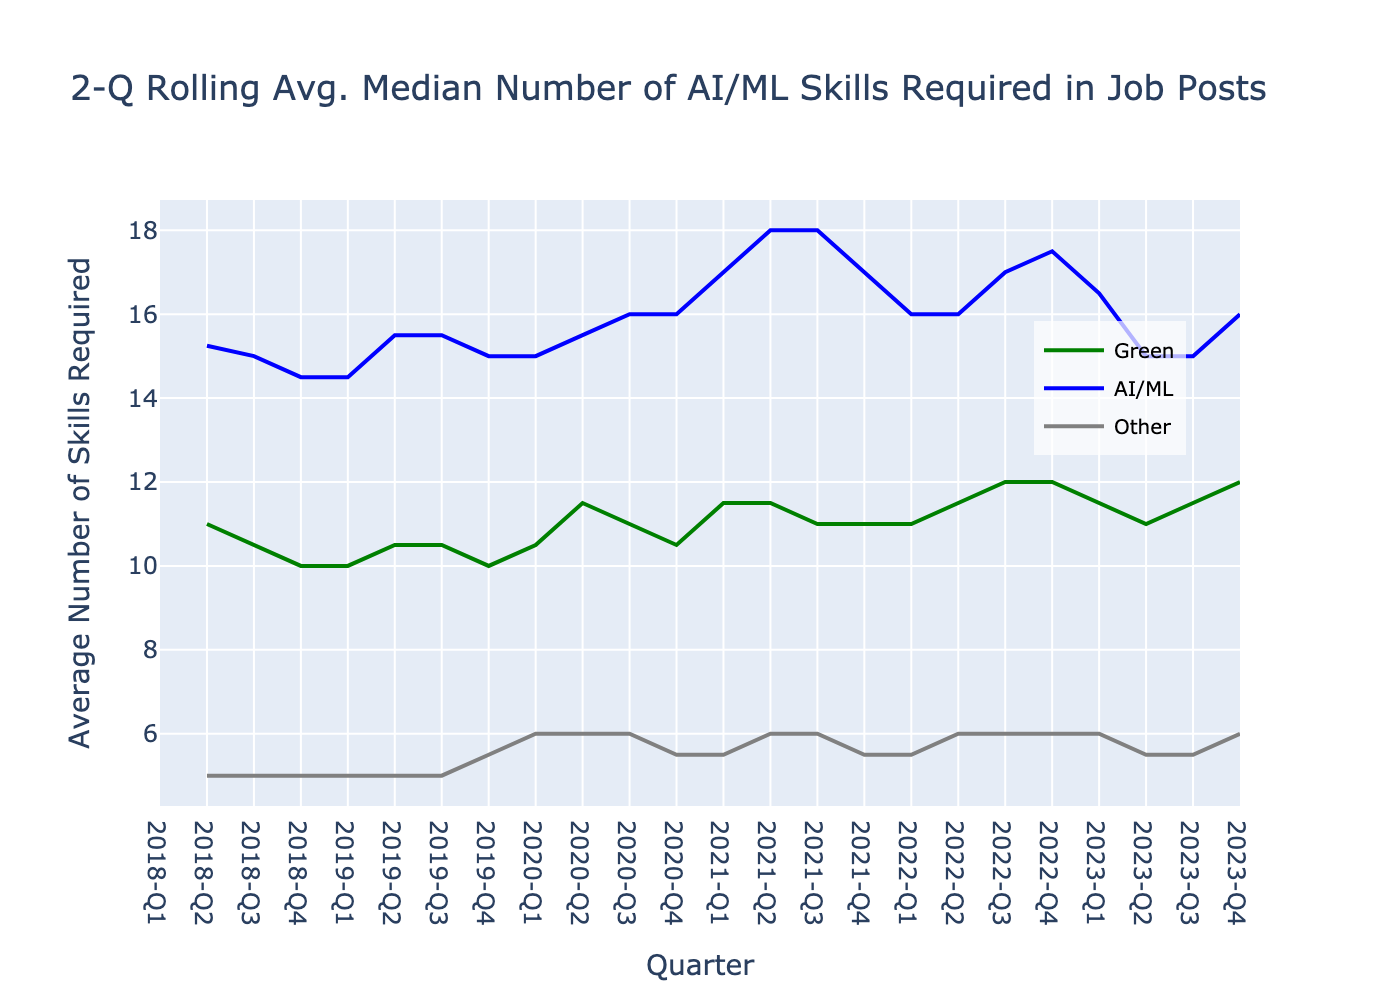 2-Q Rolling Avg. Median Number of AI/ML Skills Required in Job Posts
Average Number of Skills Required
18
16
14
12
10
8
6
Green
AI/ML
Other
2018-Q1
2018-Q2
2018-Q3
2018-Q4
2019-Q1
2019-Q2
2019-Q3
2019-Q4
2020-Q1
2020-Q2
2020-Q3
2020-Q4
2021-Q1
2021-Q2
2021-Q3
2021-Q4
2022-Q1
2022-Q2
2022-Q3
2022-Q4
2023-Q1
2023-Q2
2023-Q3
2023-Q4
Quarter